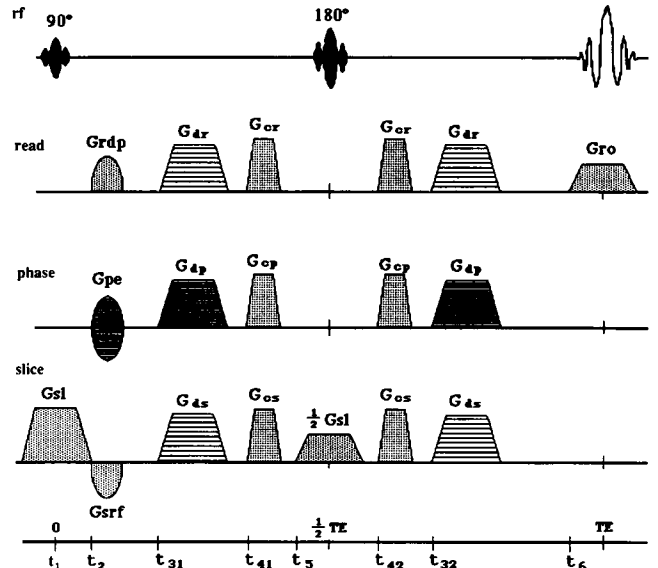 rf
90° 180°
read Grdp Gdr Gcr Gcr Gdr Gro
phase Gpe Gdp Gcp Gcp Gdp
slice
Gsl Gds Gcs 1/2 Gsl Gcs Gds
Gsrf
0 1/2 TE TE
t1 t2 t31 t41 t5 t42 t32 t6